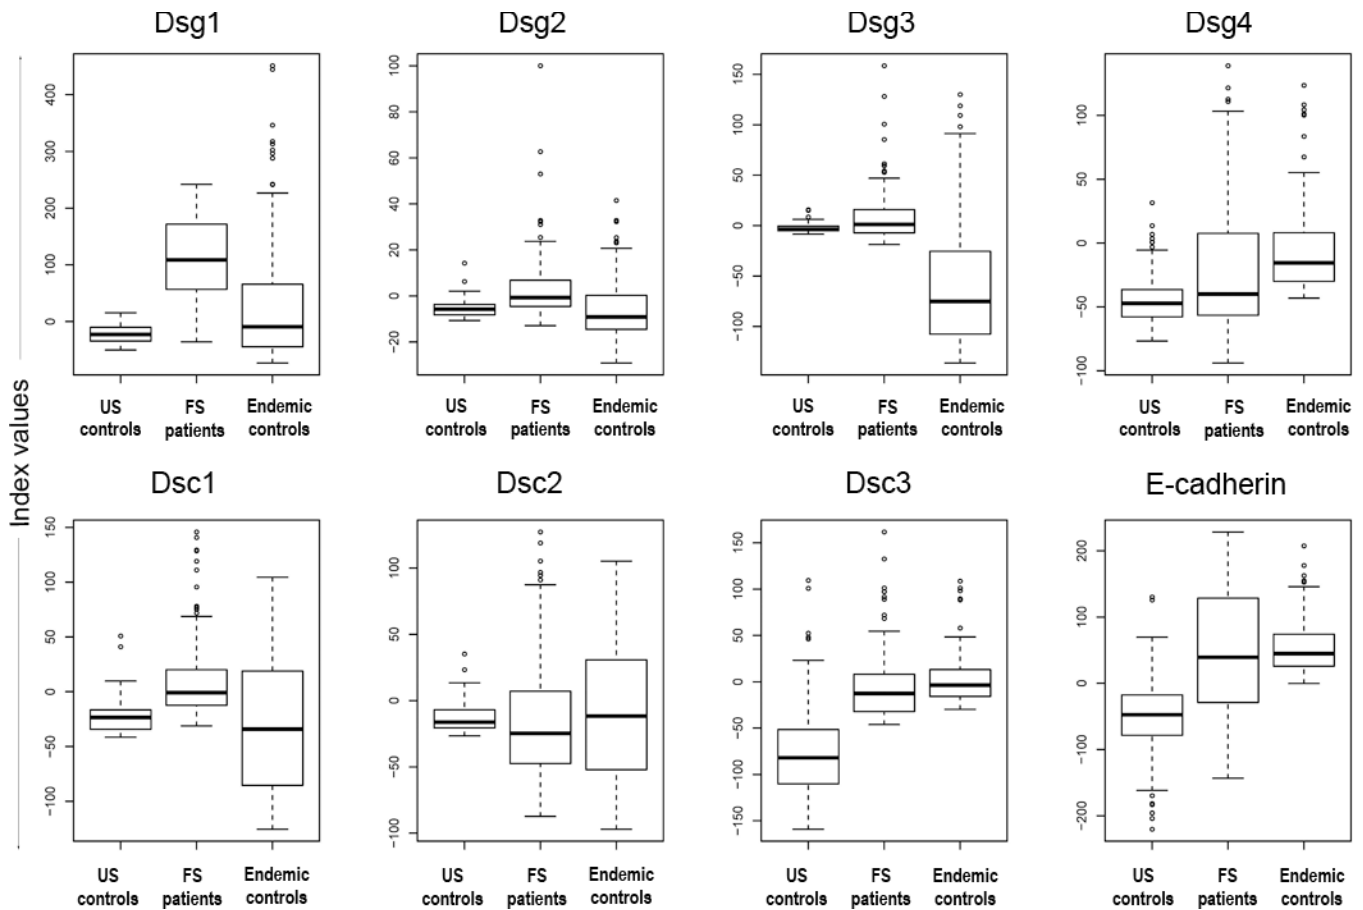 Dsg1
Dsg2
Dsg3
Dsg4
400
300
200
100
0
100
80
60
40
20
0
−20
150
100
50
0
−50
−100
100
50
0
−50
−100
US controls
FS patients
Endemic controls
US controls
FS patients
Endemic controls
US controls
FS patients
Endemic controls
US controls
FS patients
Endemic controls
Index values
Dsc1
Dsc2
Dsc3
E-cadherin
150
100
50
0
−50
−100
100
50
0
−50
−100
150
100
50
0
−50
−100
−150
200
100
0
−100
−200
US controls
FS patients
Endemic controls
US controls
FS patients
Endemic controls
US controls
FS patients
Endemic controls
US controls
FS patients
Endemic controls